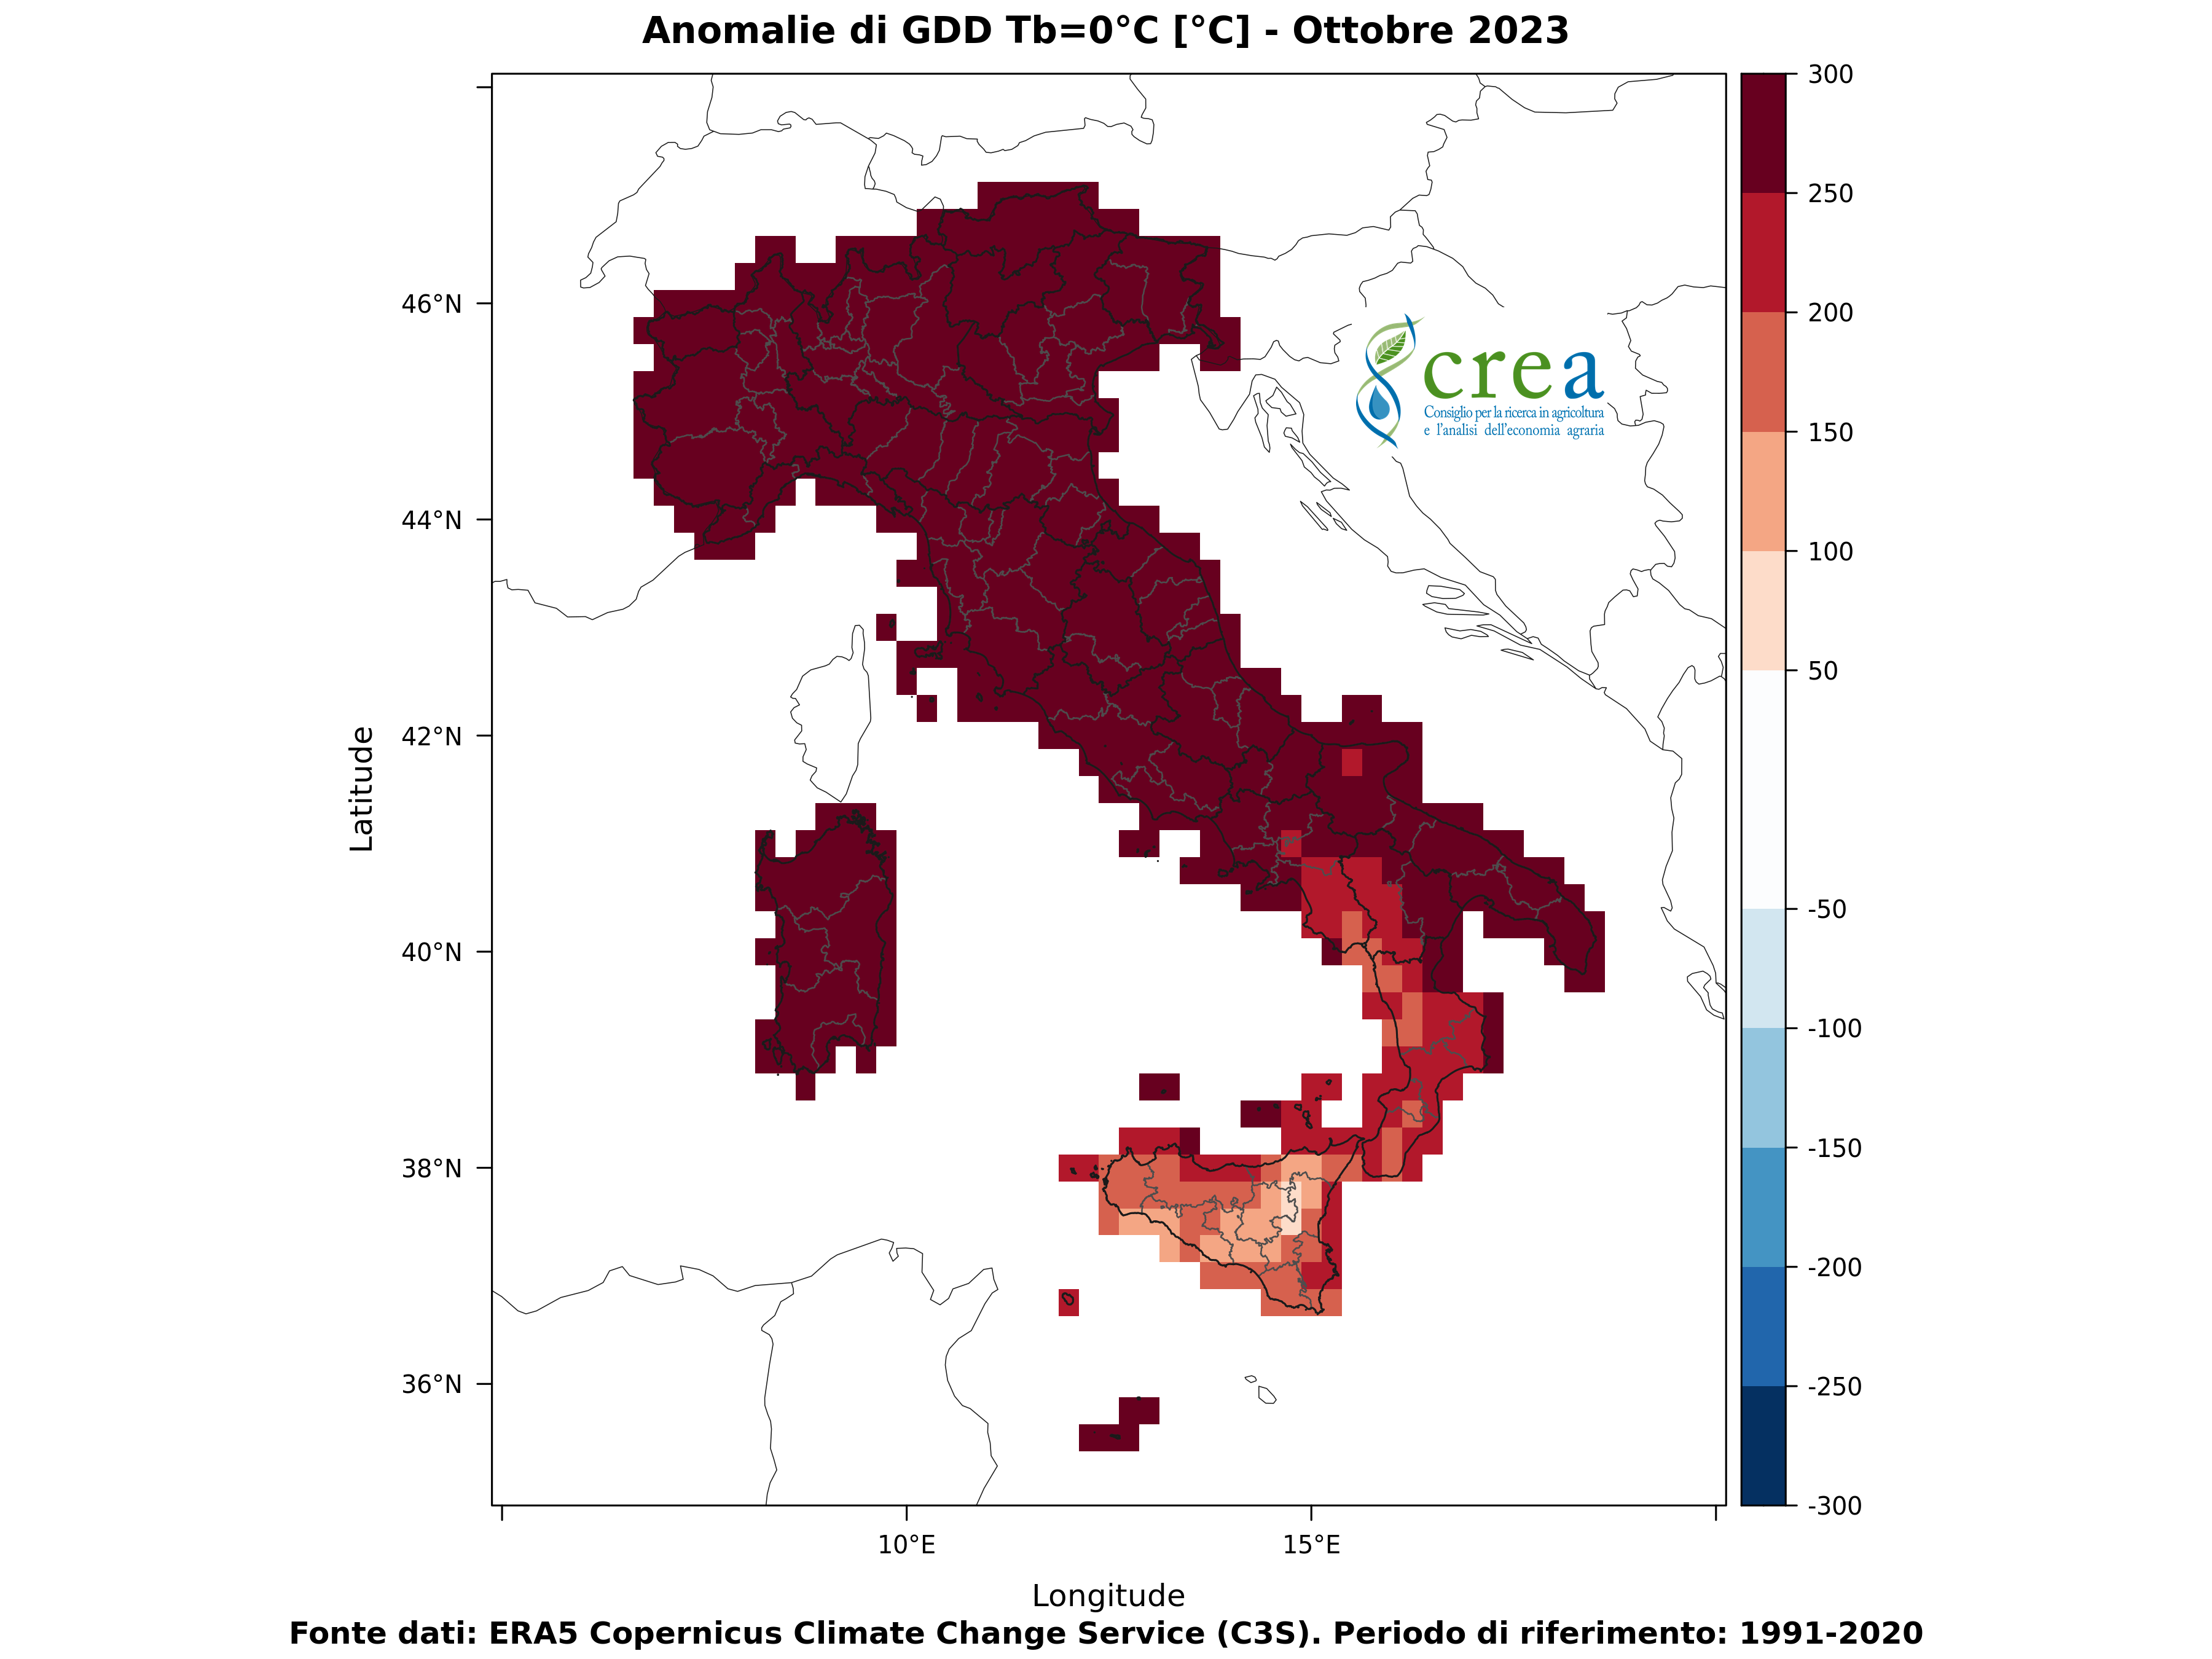 Anomalie di GDD Tb=0°C [°C] - Ottobre 2023
300
250
200
150
100
50
-50
-100
-150
-200
-250
-300
46°N
44°N
42°N
40°N
38°N
36°N
Latitude
crea
Consiglio per la ricerca in agricoltura
e l'analisi dell'economia agraria
10°E
15°E
Longitude
Fonte dati: ERA5 Copernicus Climate Change Service (C3S). Periodo di riferimento: 1991-2020